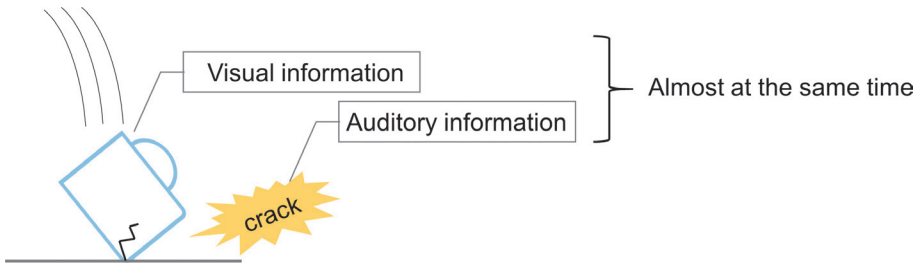 Visual information
Almost at the same time
Auditory information
crack